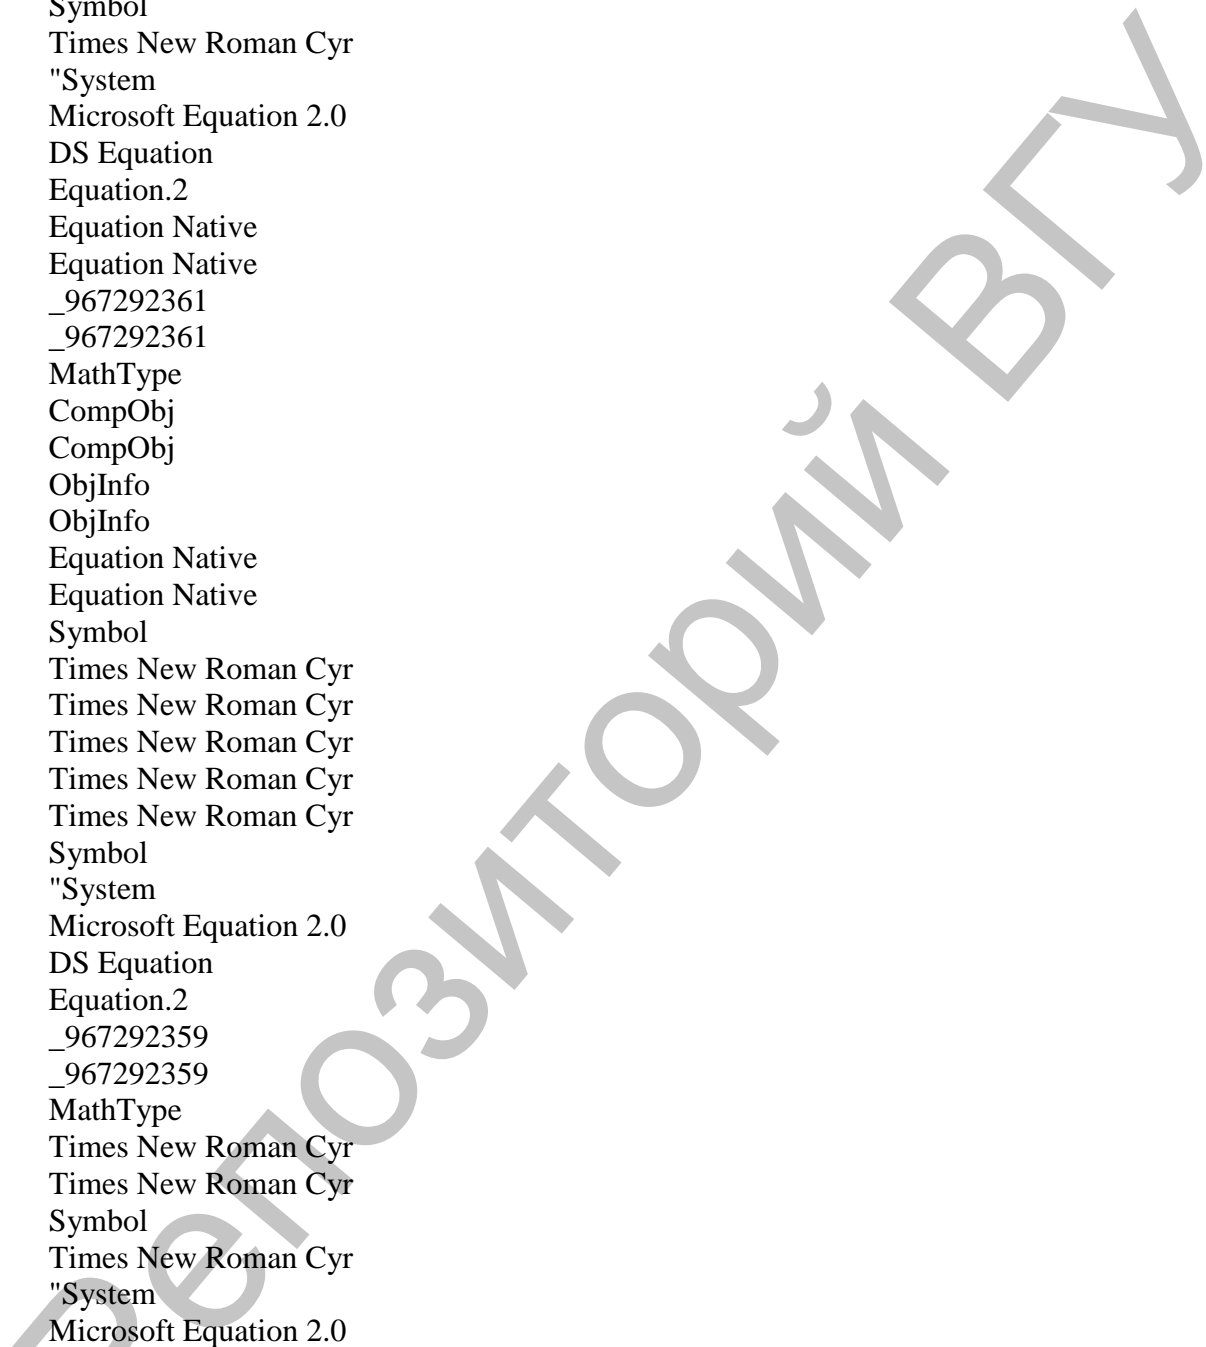 Symbol
Times New Roman Cyr
"System
Microsoft Equation 2.0
DS Equation
Equation.2
Equation Native
Equation Native
_967292361
_967292361
MathType
CompObj
CompObj
ObjInfo
ObjInfo
Equation Native
Equation Native
Symbol
Times New Roman Cyr
Times New Roman Cyr
Times New Roman Cyr
Times New Roman Cyr
Times New Roman Cyr
Symbol
"System
Microsoft Equation 2.0
DS Equation
Equation.2
_967292359
_967292359
MathType
Times New Roman Cyr
Times New Roman Cyr
Symbol
Times New Roman Cyr
"System
Microsoft Equation 2.0
Репозиторий ВГУ